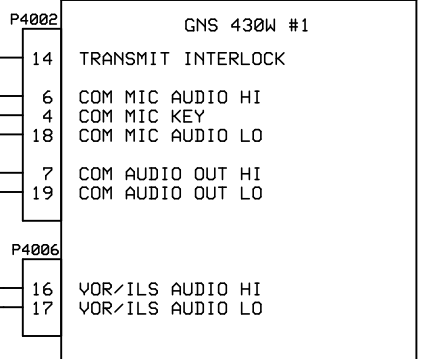 P4002
GNS 430W #1
14 TRANSMIT INTERLOCK
6 COM MIC AUDIO HI
4 COM MIC KEY
18 COM MIC AUDIO LO
7 COM AUDIO OUT HI
19 COM AUDIO OUT LO
P4006
16 VOR/ILS AUDIO HI
17 VOR/ILS AUDIO LO